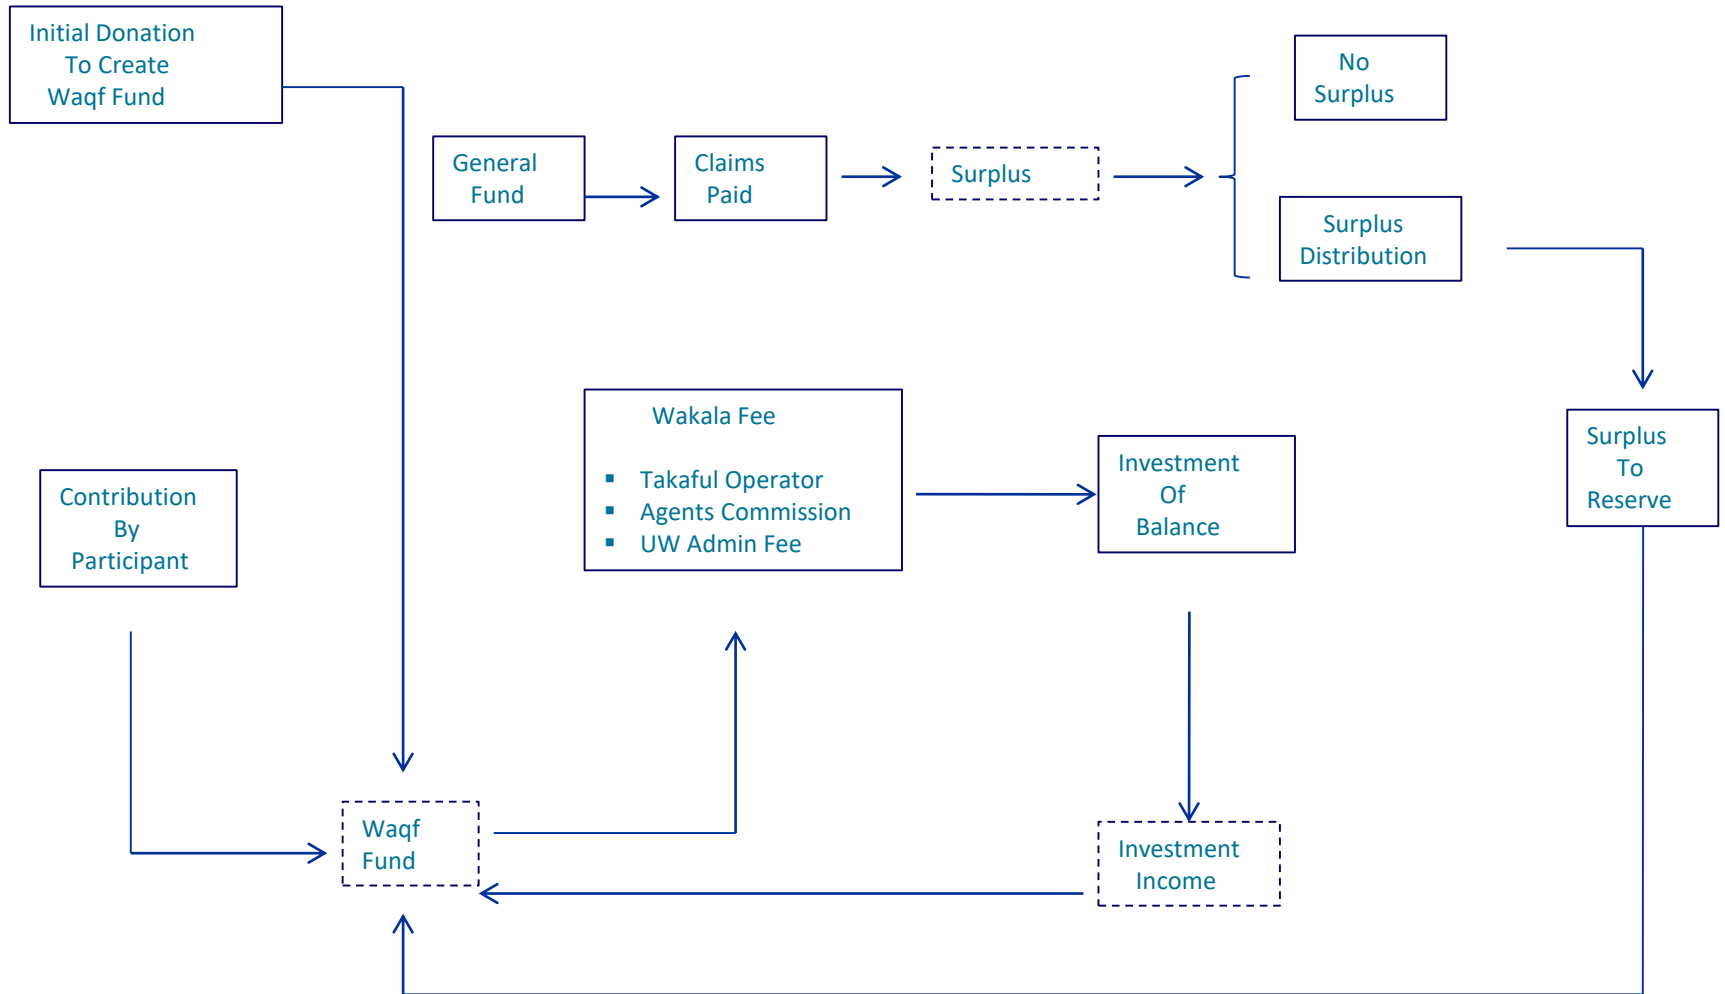 Initial Donation
To Create
Waqf Fund
No
Surplus
General
Fund
Claims
Paid
Surplus
Surplus
Distribution
Wakala Fee
▪ Takaful Operator
▪ Agents Commission
▪ UW Admin Fee
Investment
Of
Balance
Surplus
To
Reserve
Contribution
By
Participant
Waqf
Fund
Investment
Income